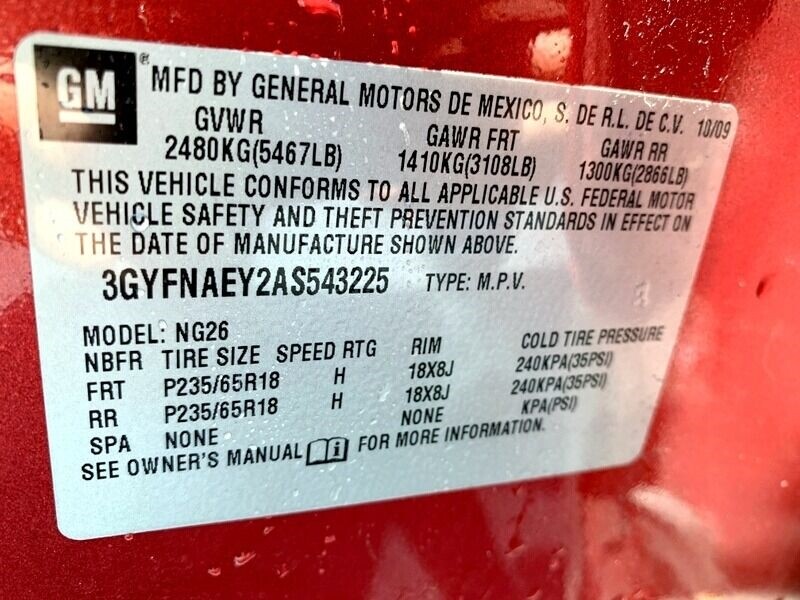 GM®
MFD BY GENERAL MOTORS DE MEXICO, S. DE R.L. DE C.V. 10/09
GVWR GAWR FRT GAWR RR
2480KG(5467LB) 1410KG(3108LB) 1300KG(2866LB)
THIS VEHICLE CONFORMS TO ALL APPLICABLE U.S. FEDERAL MOTOR
VEHICLE SAFETY AND THEFT PREVENTION STANDARDS IN EFFECT ON
THE DATE OF MANUFACTURE SHOWN ABOVE.
3GYFNAEY2AS543225 TYPE: M.P.V.
MODEL: NG26
NBFR TIRE SIZE SPEED RTG RIM COLD TIRE PRESSURE
FRT P235/65R18 H 18X8J 240KPA(35PSI)
RR P235/65R18 H 18X8J 240KPA(35PSI)
SPA NONE NONE KPA(PSI)
SEE OWNER'S MANUAL i FOR MORE INFORMATION.